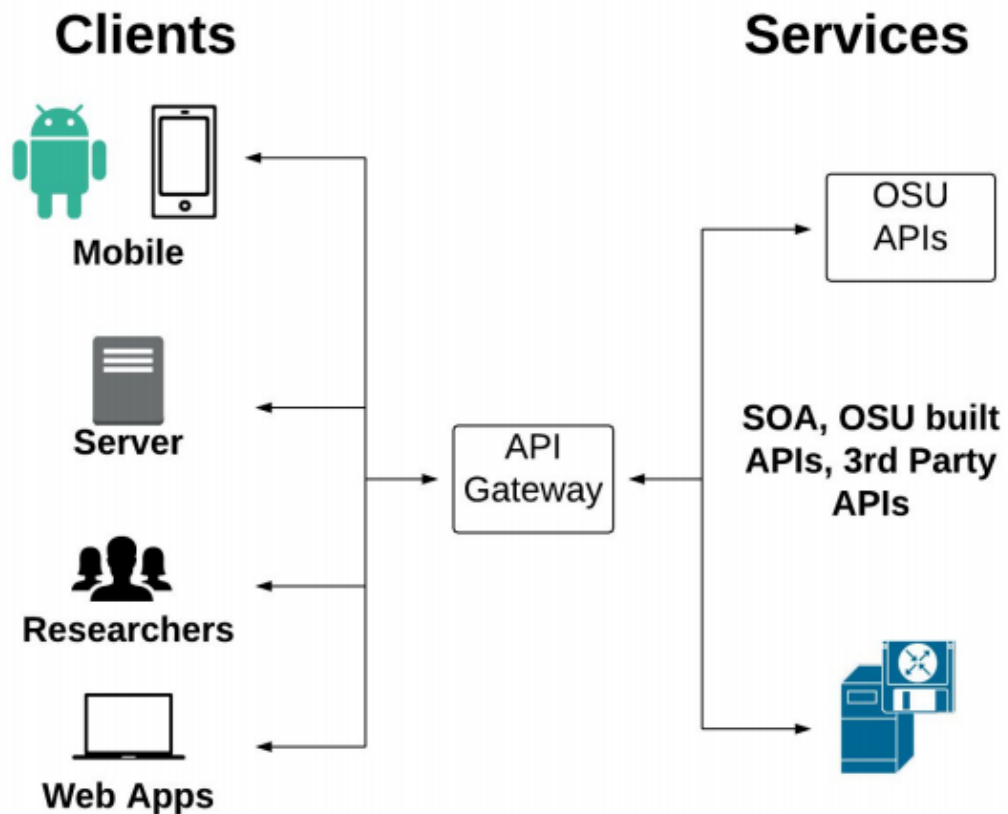 Clients
Services
Mobile
OSU
APIs
Server
API
Gateway
SOA, OSU built
APIs, 3rd Party
APIs
Researchers
Web Apps